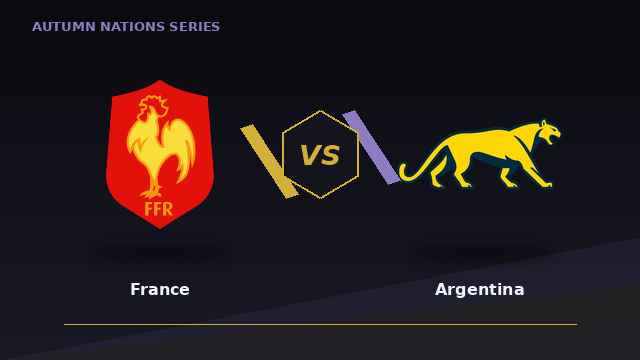 AUTUMN NATIONS SERIES
VS
FFR
France
Argentina